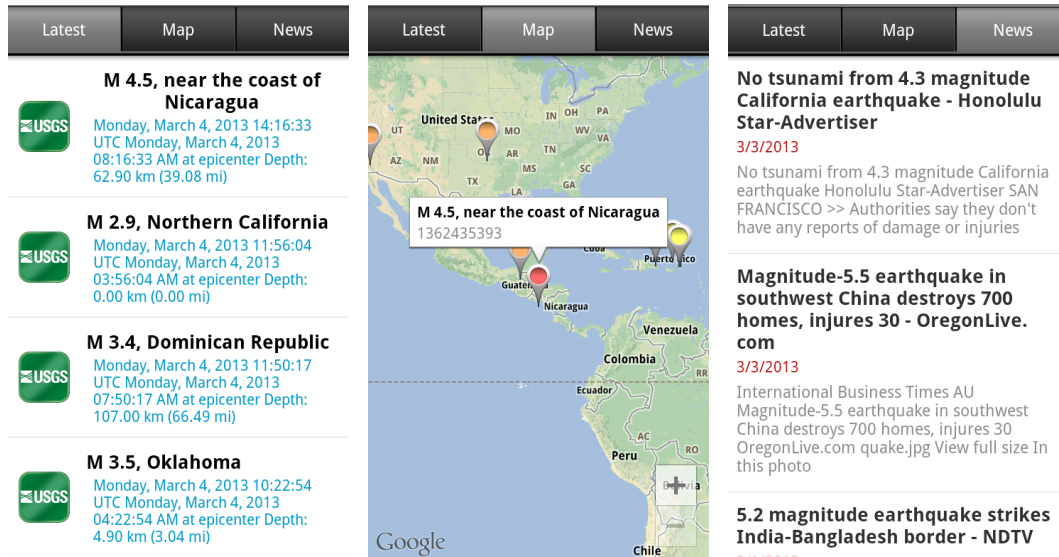 Latest
Map
News
M 4.5, near the coast of
Nicaragua
USGS
Monday, March 4, 2013 14:16:33
UTC Monday, March 4, 2013
08:16:33 AM at epicenter Depth:
62.90 km (39.08 mi)
M 2.9, Northern California
USGS
Monday, March 4, 2013 11:56:04
UTC Monday, March 4, 2013
03:56:04 AM at epicenter Depth:
0.00 km (0.00 mi)
M 3.4, Dominican Republic
USGS
Monday, March 4, 2013 11:50:17
UTC Monday, March 4, 2013
07:50:17 AM at epicenter Depth:
107.00 km (66.49 mi)
M 3.5, Oklahoma
USGS
Monday, March 4, 2013 10:22:54
UTC Monday, March 4, 2013
04:22:54 AM at epicenter Depth:
4.90 km (3.04 mi)
Latest
Map
News
IN OH PA
United States
UT
MO
WV
VA
AZ NM
AR
TN
NC
MS
SC
TX
GA
LA
M 4.5, near the coast of Nicaragua
1362435393
Cuba
Puerto Rico
Guatemala
Nicaragua
Venezuela
Colombia
RR
Ecuador
AC
Peru
RO
+
Chile
Google
Latest
Map
News
No tsunami from 4.3 magnitude
California earthquake - Honolulu
Star-Advertiser
3/3/2013
No tsunami from 4.3 magnitude California
earthquake Honolulu Star-Advertiser SAN
FRANCISCO >> Authorities say they don't
have any reports of damage or injuries
Magnitude-5.5 earthquake in
southwest China destroys 700
homes, injures 30 - OregonLive.
com
3/3/2013
International Business Times AU
Magnitude-5.5 earthquake in southwest
China destroys 700 homes, injures 30
OregonLive.com quake.jpg View full size In
this photo
5.2 magnitude earthquake strikes
India-Bangladesh border - NDTV